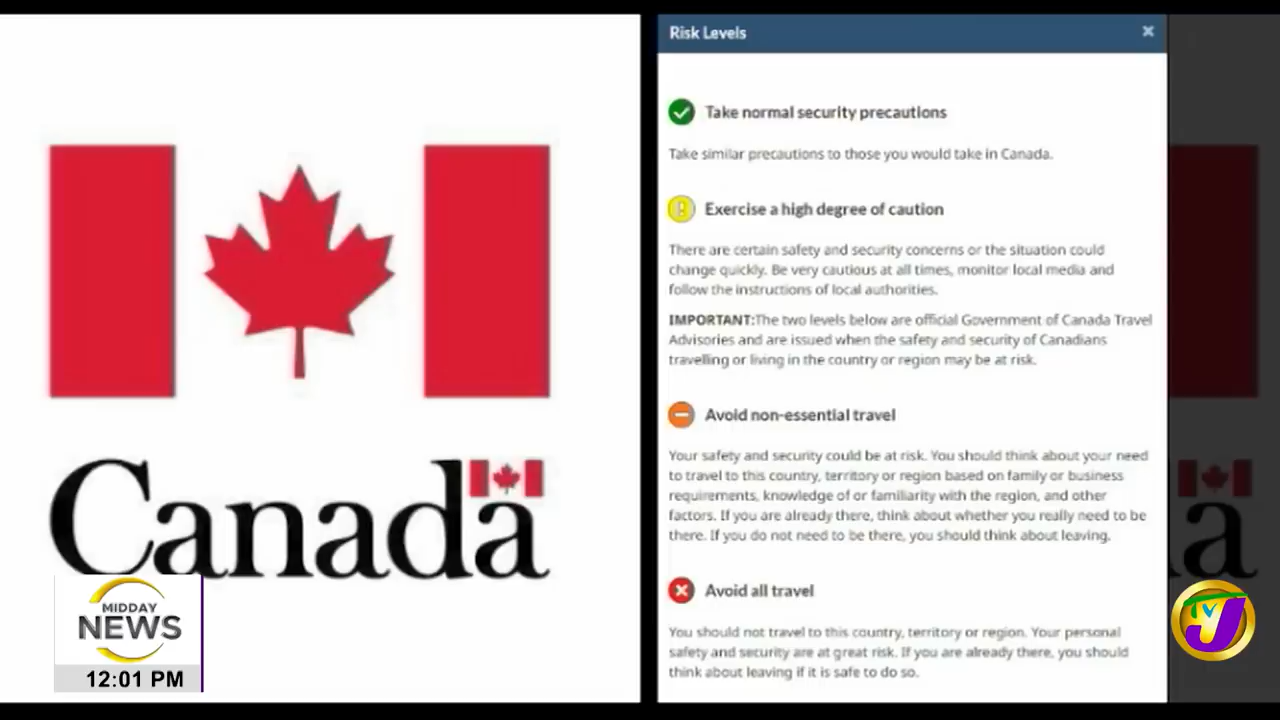 Canada
MIDDAY
NEWS
12:01 PM
Risk Levels
Take normal security precautions
Take similar precautions to those you would take in Canada.
Exercise a high degree of caution
There are certain safety and security concerns or the situation could
change quickly. Be very cautious at all times, monitor local media and
follow the instructions of local authorities.
IMPORTANT:The two levels below are official Government of Canada Travel
Advisories and are issued when the safety and security of Canadians
travelling or living in the country or region may be at risk.
Avoid non-essential travel
Your safety and security could be at risk. You should think about your need
to travel to this country, territory or region based on family or business
requirements, knowledge of or familiarity with the region, and other
factors. If you are already there, think about whether you really need to be
there. If you do not need to be there, you should think about leaving.
Avoid all travel
You should not travel to this country, territory or region. Your personal
safety and security are at great risk. If you are already there, you should
think about leaving if it is safe to do so.
a
TVJ